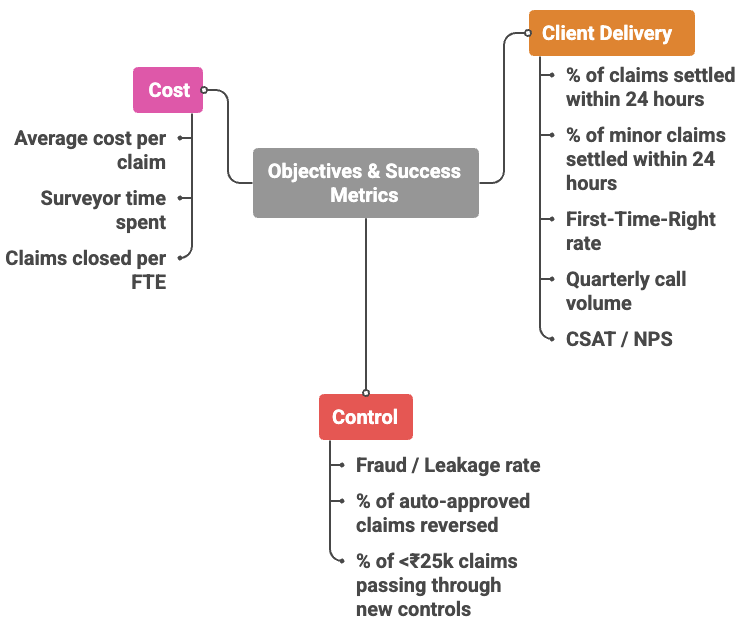 Objectives & Success
Metrics
Cost
Average cost per
claim
Surveyor time
spent
Claims closed per
FTE
Client Delivery
% of claims settled
within 24 hours
% of minor claims
settled within 24
hours
First-Time-Right
rate
Quarterly call
volume
CSAT / NPS
Control
Fraud / Leakage rate
% of auto-approved
claims reversed
% of <₹25k claims
passing through
new controls